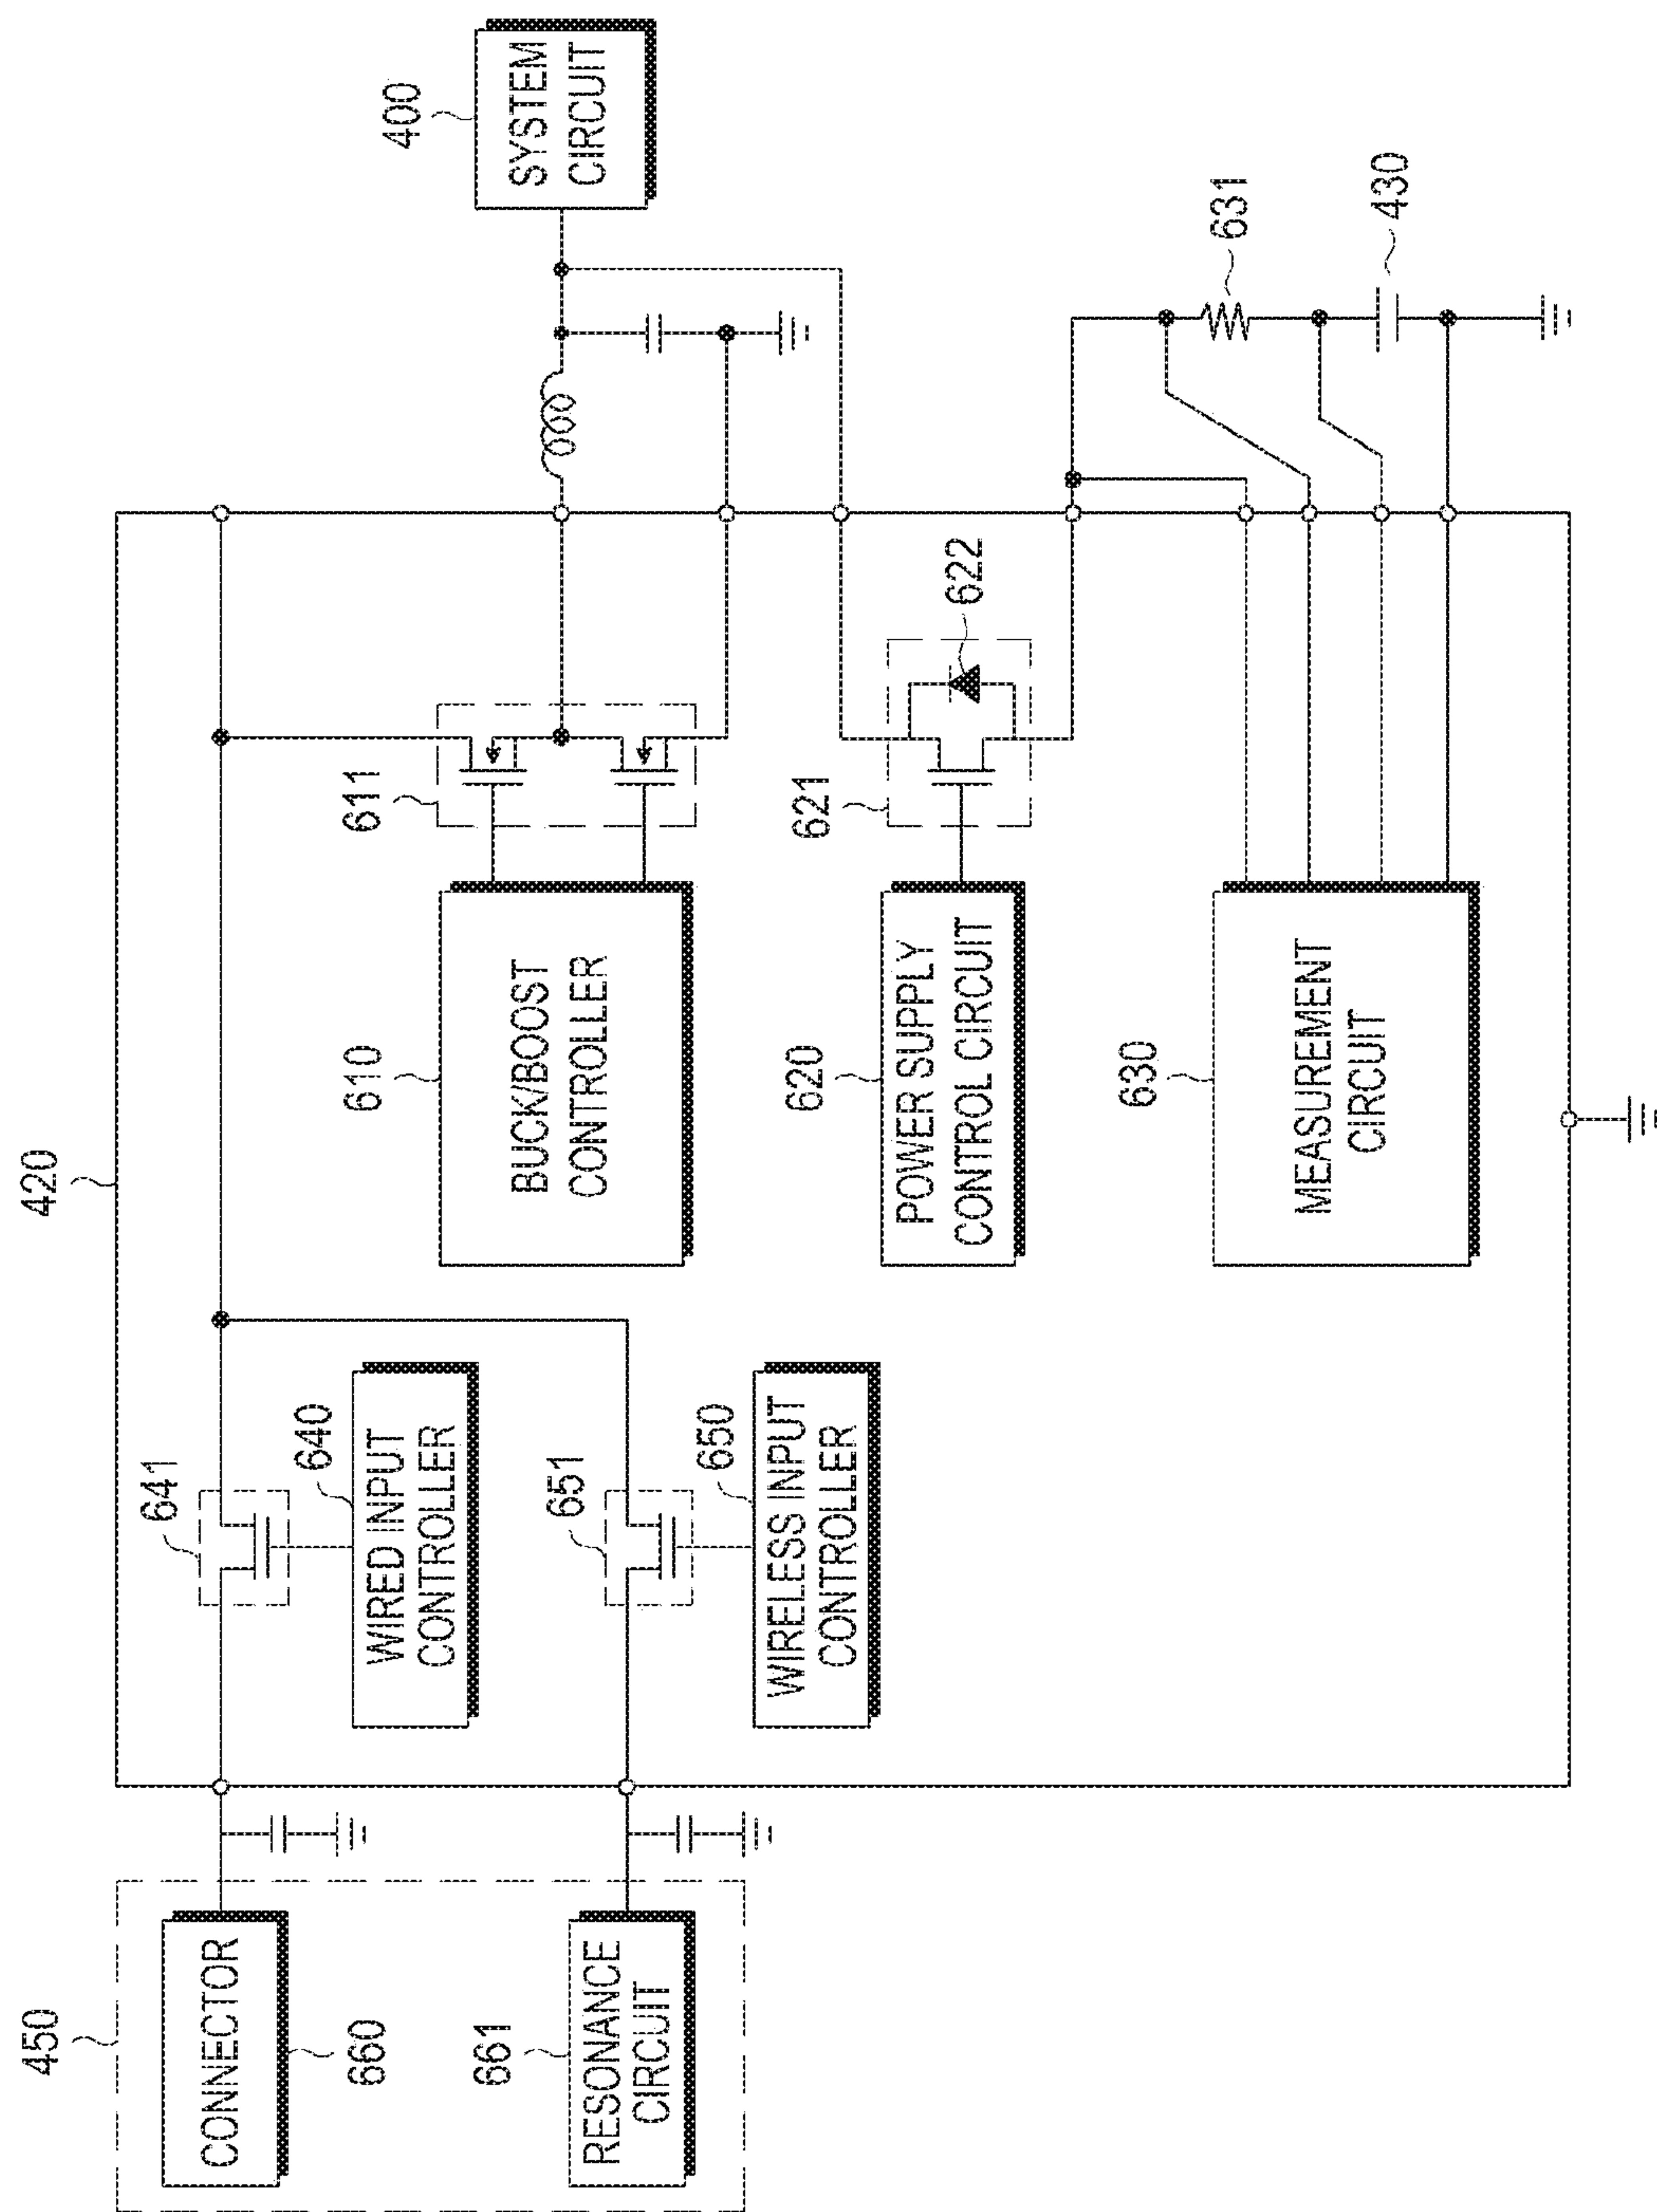 420
450
CONNECTOR
660
RESONANCE
CIRCUIT
661
641
640
WIRED INPUT
CONTROLLER
651
650
WIRELESS INPUT
CONTROLLER
610
BUCK/BOOST
CONTROLLER
611
620
POWER SUPPLY
CONTROL CIRCUIT
621
622
630
MEASUREMENT
CIRCUIT
400
SYSTEM
CIRCUIT
631
430